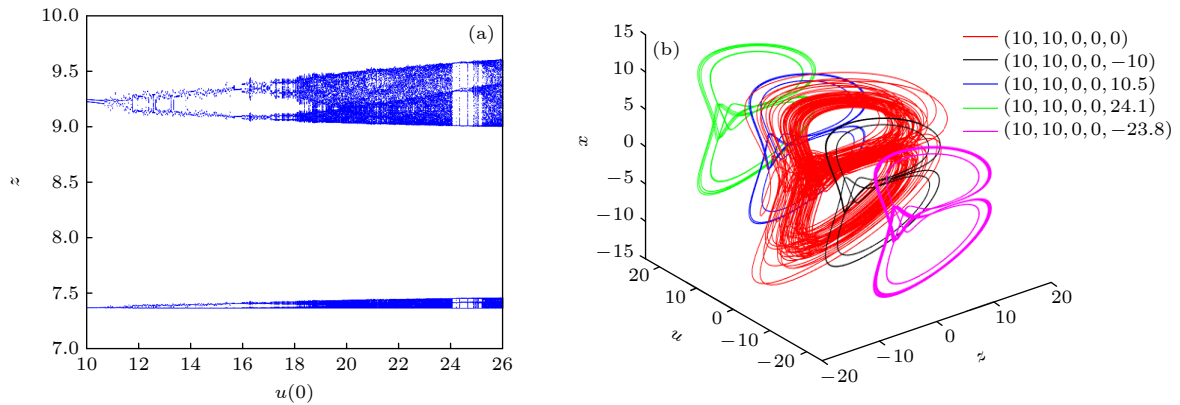 (a)
10.0
9.5
9.0
8.5
8.0
7.5
7.0
z
10 12 14 16 18 20 22 24 26
u(0)
(b)
15
10
5
0
−5
−10
−15
x
20
10
0
−10
−20
u
−20
−10
0
10
20
z
(10, 10, 0, 0, 0)
(10, 10, 0, 0, −10)
(10, 10, 0, 0, 10.5)
(10, 10, 0, 0, 24.1)
(10, 10, 0, 0, −23.8)